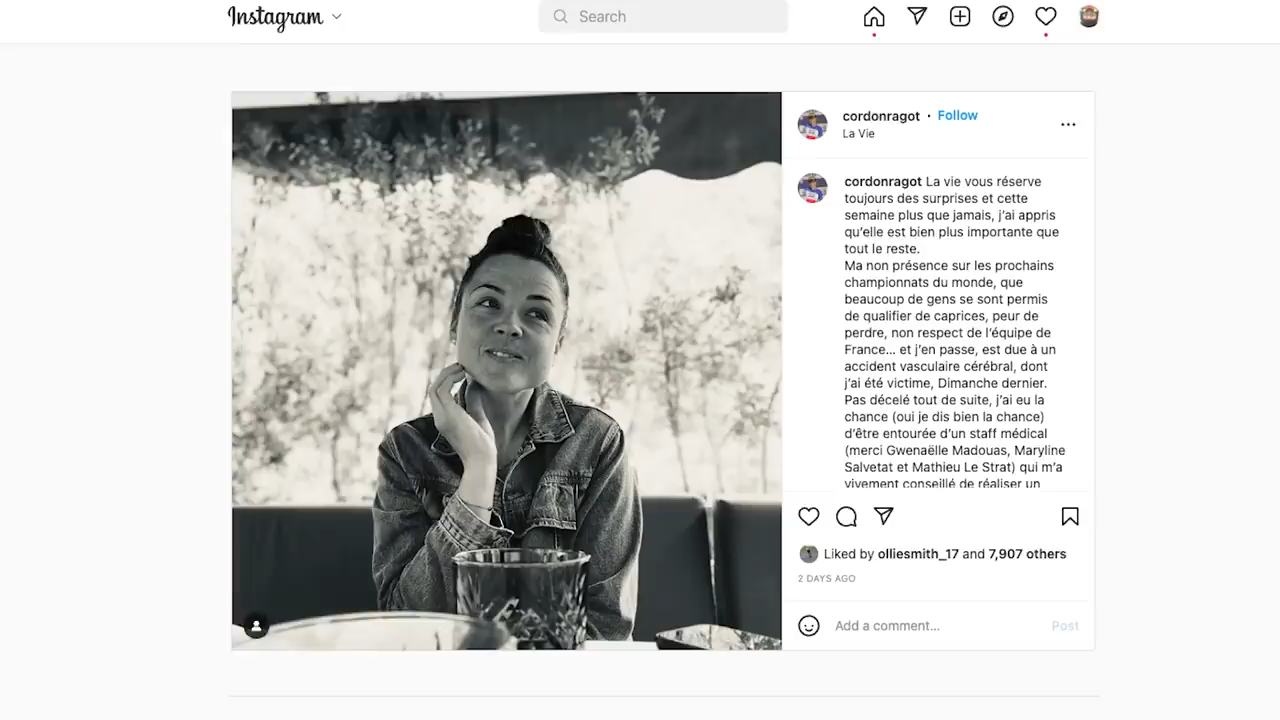 Instagram
Search
cordonragot · Follow
La Vie
cordonragot La vie vous réserve
toujours des surprises et cette
semaine plus que jamais, j'ai appris
qu'elle est bien plus importante que
tout le reste.
Ma non présence sur les prochains
championnats du monde, que
beaucoup de gens se sont permis
de qualifier de caprices, peur de
perdre, non respect de l'équipe de
France... et j'en passe, est due à un
accident vasculaire cérébral, dont
j'ai été victime, Dimanche dernier.
Pas décelé tout de suite, j'ai eu la
chance (oui je dis bien la chance)
d'être entourée d'un staff médical
(merci Gwenaëlle Madouas, Maryline
Salvetat et Mathieu Le Strat) qui m'a
vivement conseillé de réaliser un
Liked by olliesmith_17 and 7,907 others
2 DAYS AGO
Add a comment...
Post